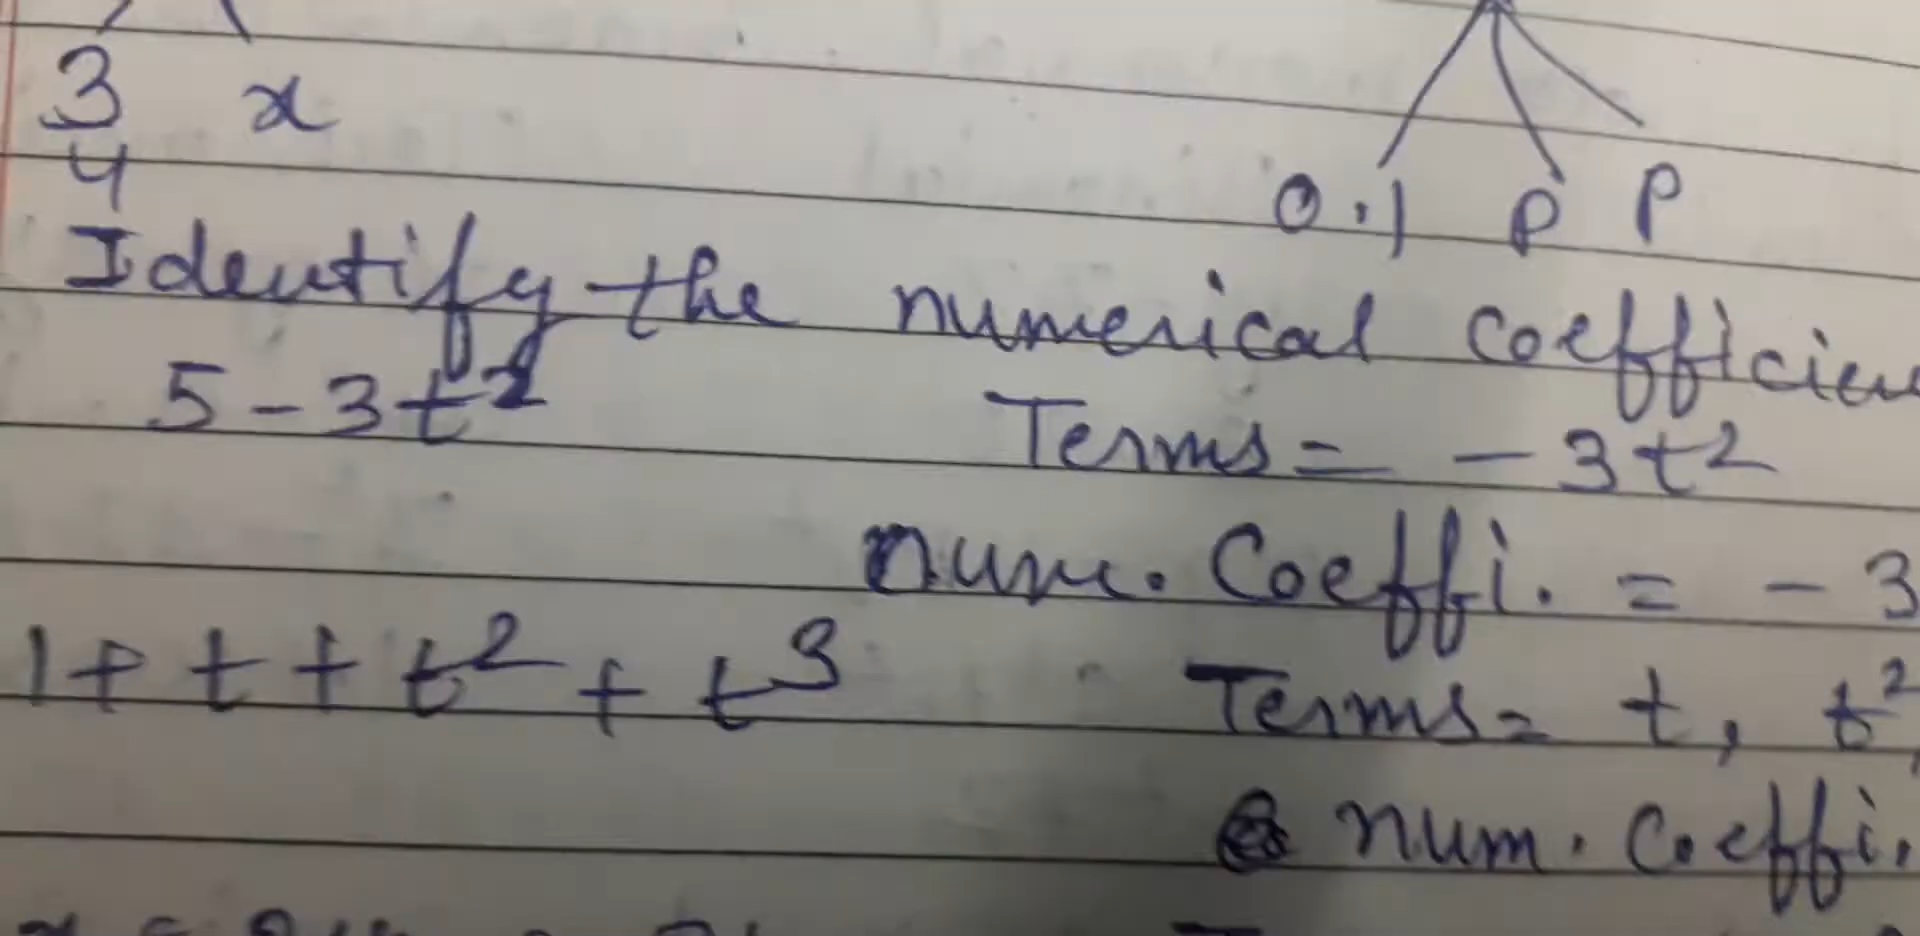 3 x
4
0.1 P P
Identify the numerical
5 - 3t² Terms = - 3t²
num. Coeffi. = - 3
1 + t + t² + t³ Terms = t, t²,
num. Coeffi.